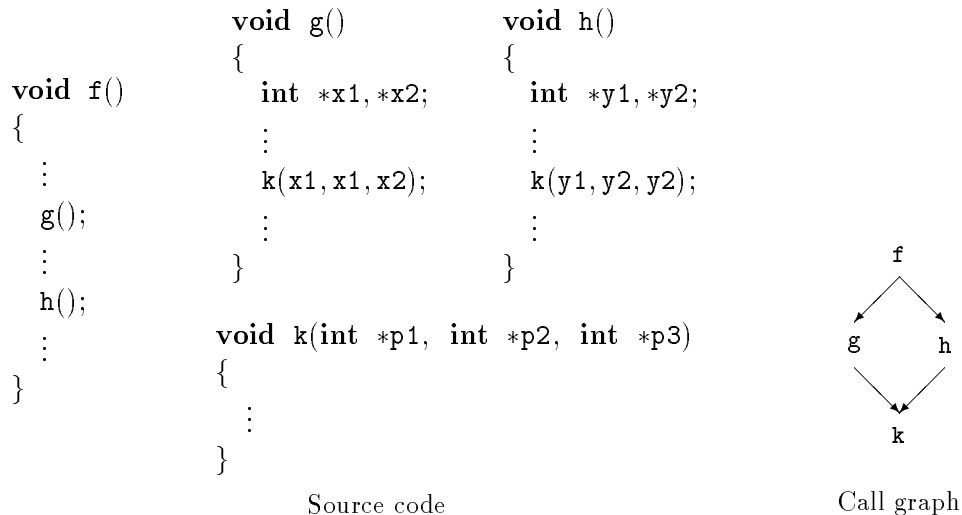 void f()
{
⋮
g();
⋮
h();
⋮
}
void g()
{
int *x1,*x2;
⋮
k(x1,x1,x2);
⋮
}
void h()
{
int *y1,*y2;
⋮
k(y1,y2,y2);
⋮
}
void k(int *p1, int *p2, int *p3)
{
⋮
}
Source code
f
g h
k
Call graph